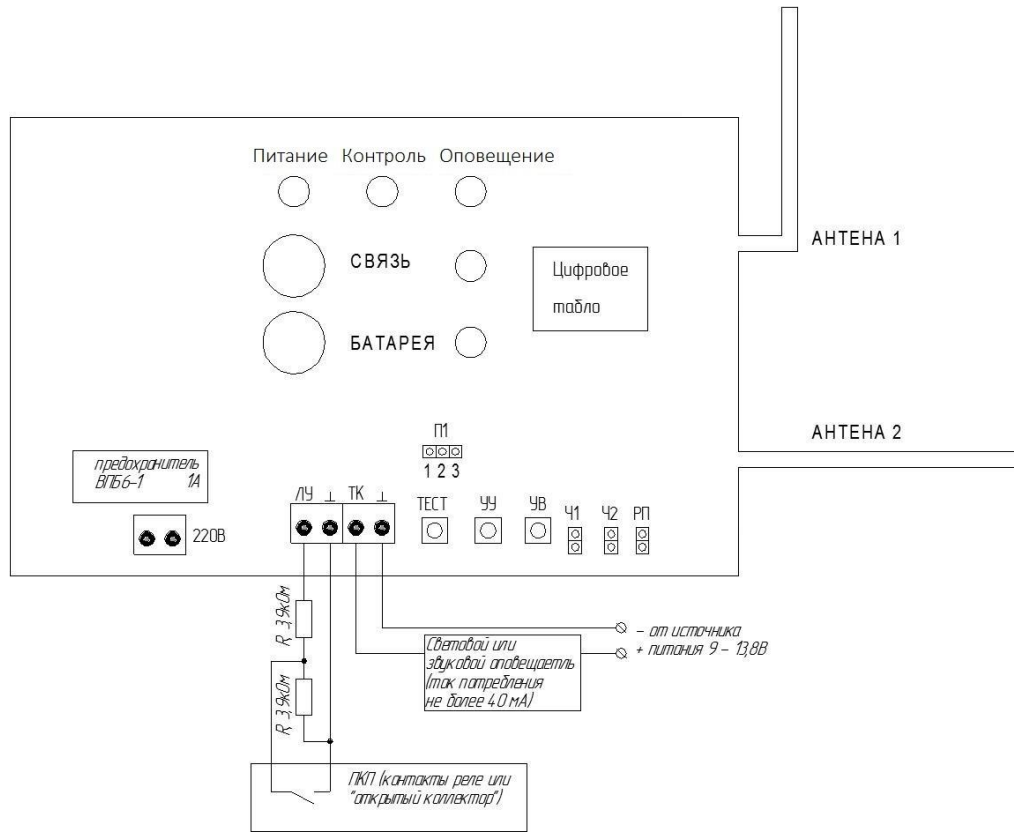 Питание Контроль Оповещение
АНТЕНА 1
СВЯЗЬ
Цифровое
табло
БАТАРЕЯ
АНТЕНА 2
П1
1 2 3
предохранитель
ВПБ6-1 1А
ЛУ ⊥ ТК ⊥
ТЕСТ УУ УВ Ч1 Ч2 РП
220В
R, 3,9кОм
- от источника
+ питания 9 - 13,8В
Световой или
звуковой оповещаетль
(ток потребления
не более 40 мА)
R, 3,9кОм
ПКП (контакты реле или
"открытый коллектор")